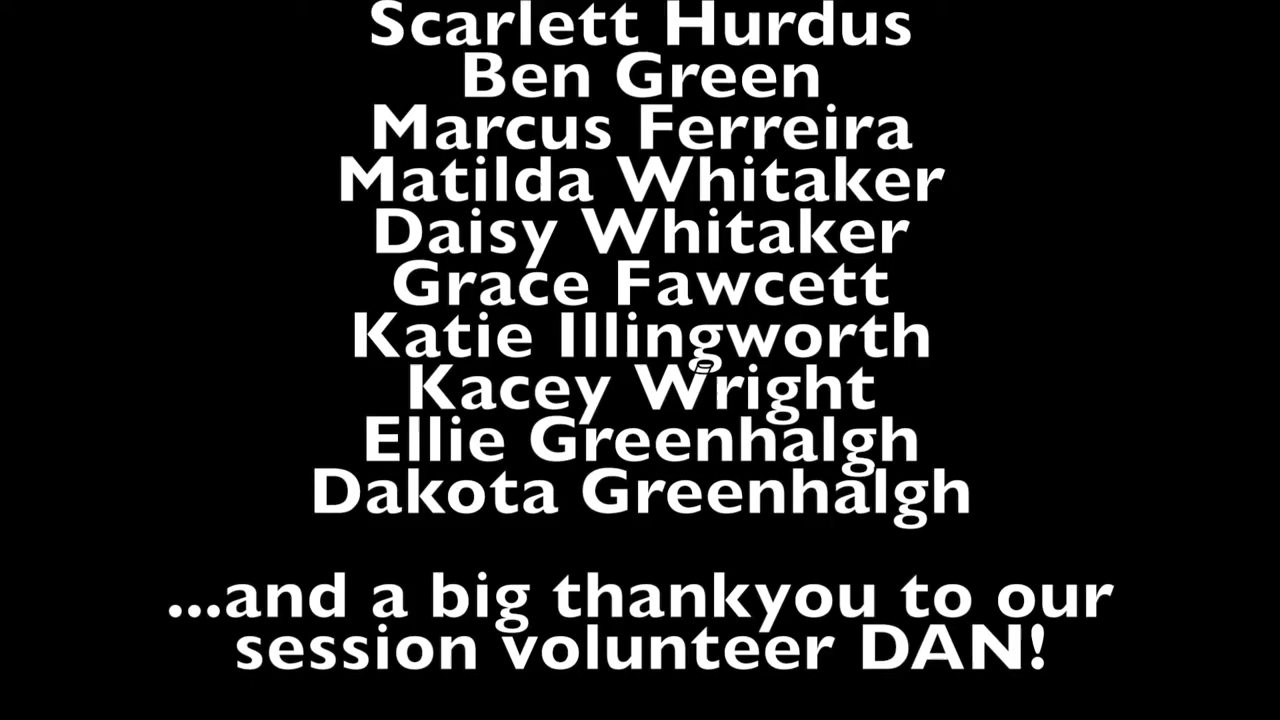 Scarlett Hurdus
Ben Green
Marcus Ferreira
Matilda Whitaker
Daisy Whitaker
Grace Fawcett
Katie Illingworth
Kacey Wright
Ellie Greenhalgh
Dakota Greenhalgh
...and a big thankyou to our
session volunteer DAN!